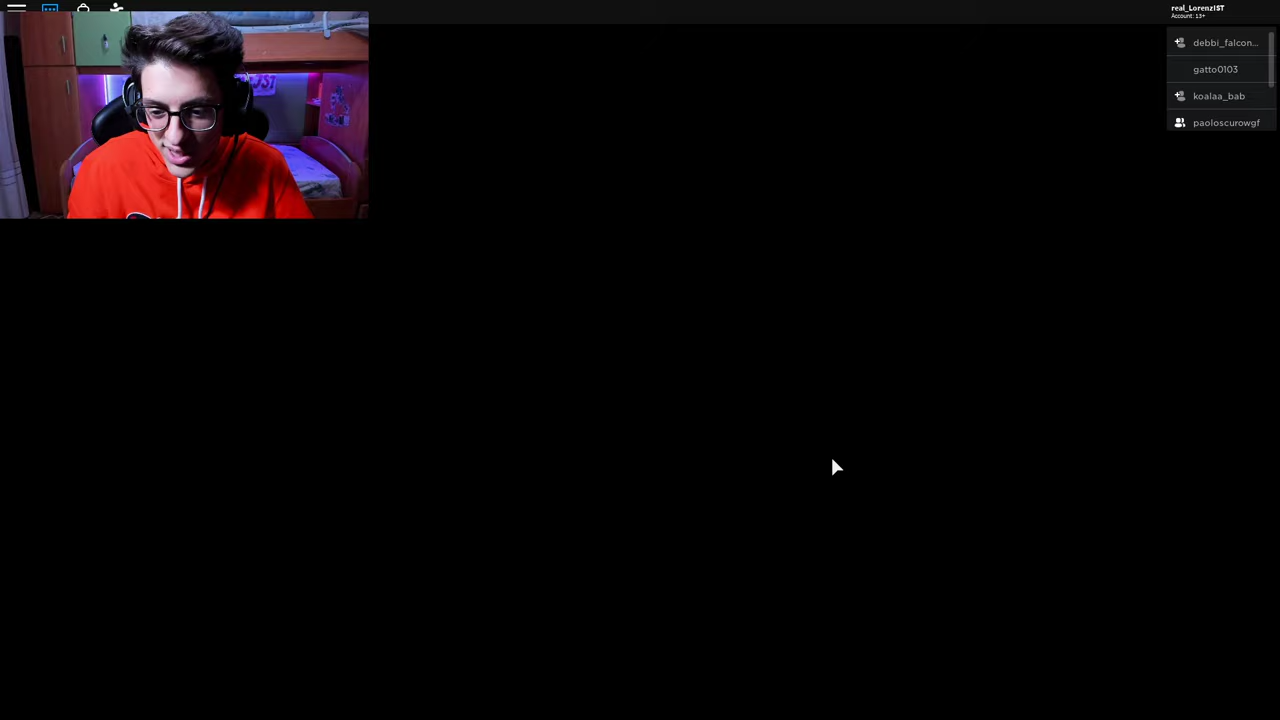 real_LorenzIST
Account: 13+
debbi_falcon...
gatto0103
koalaa_bab
paoloscurowgf